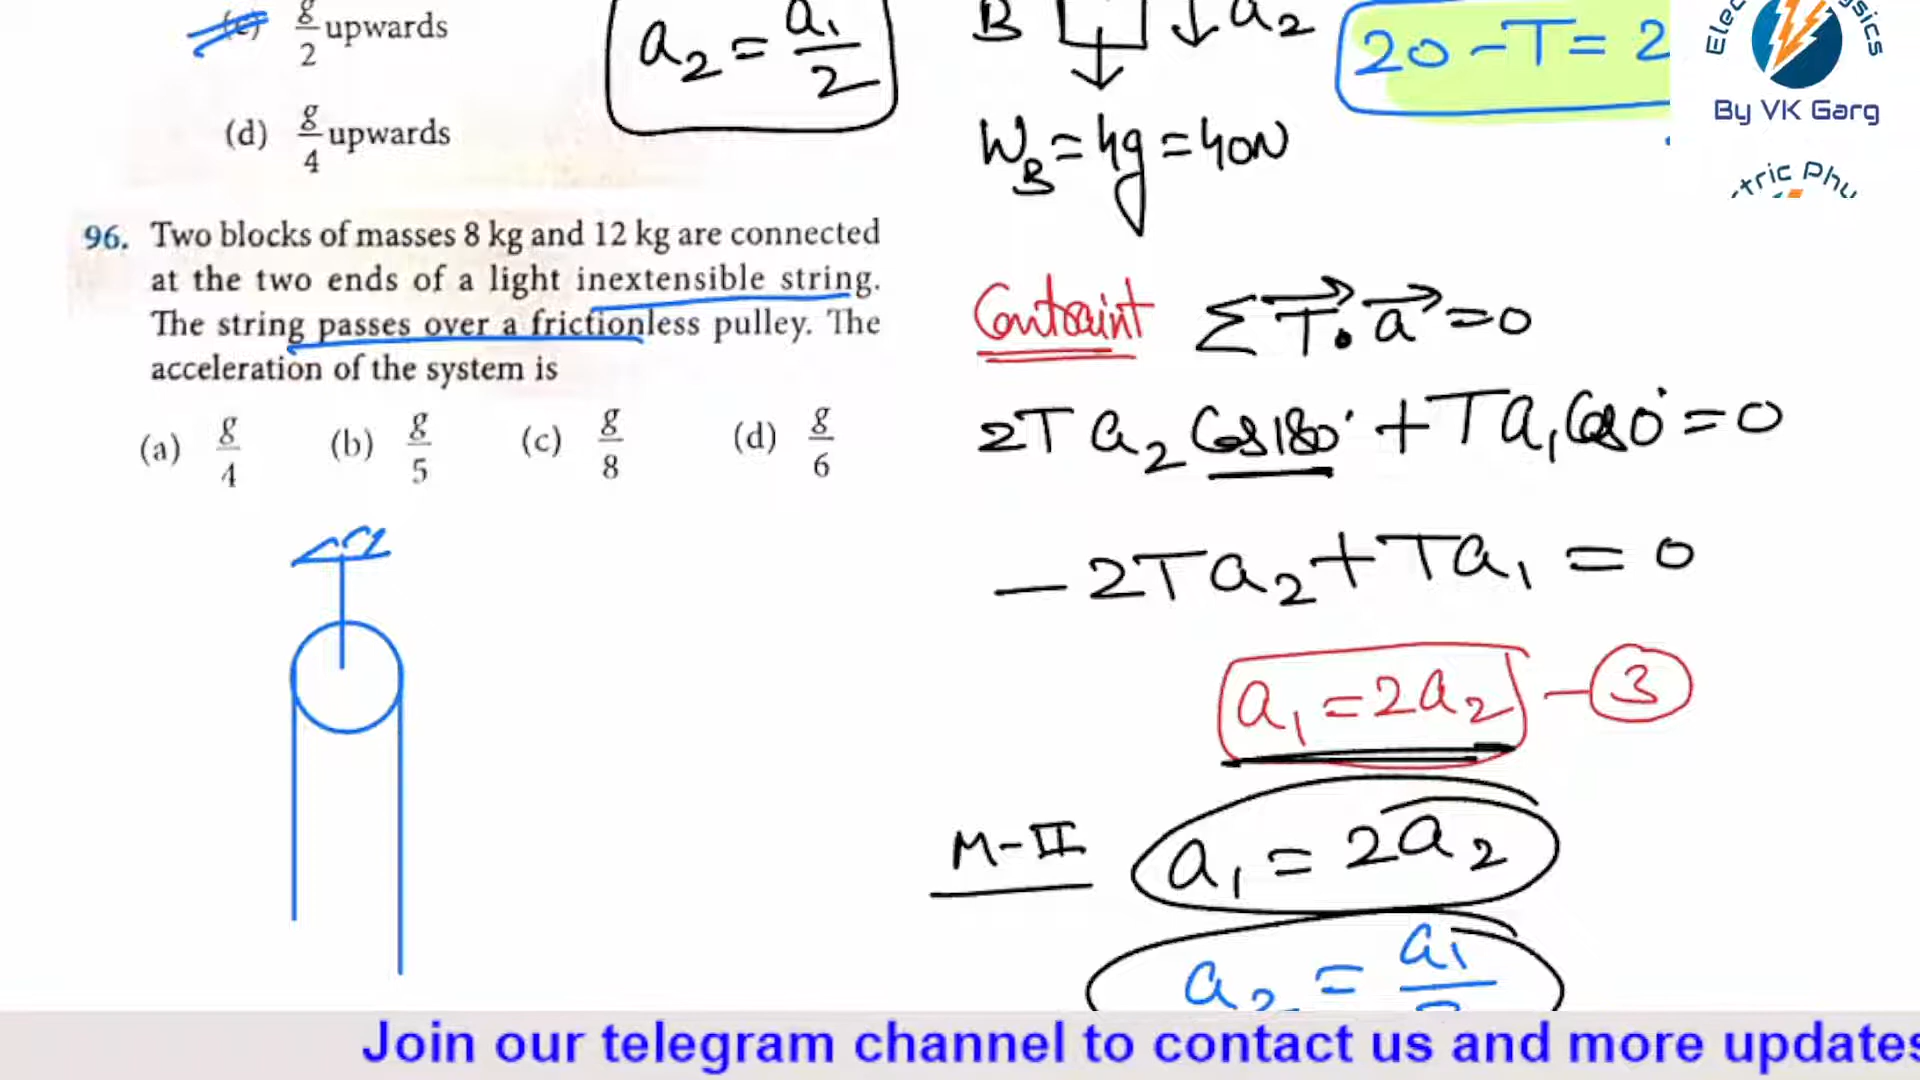 (c) g/2 upwards
(d) g/4 upwards
a₂ = a₁/2
B a₂
20 - T = 2
W_B = 4g = 40N
By VK Garg
tric Phy
96. Two blocks of masses 8 kg and 12 kg are connected
at the two ends of a light inextensible string.
The string passes over a frictionless pulley. The
acceleration of the system is
(a) g/4 (b) g/5 (c) g/8 (d) g/6
Contraint ΣT⃗.a⃗ = 0
2T a₂ Cos180° + T a₁ Cos0° = 0
- 2T a₂ + T a₁ = 0
a₁ = 2a₂ - 3
M-II a₁ = 2a₂
a₂ = a₁
Join our telegram channel to contact us and more updates